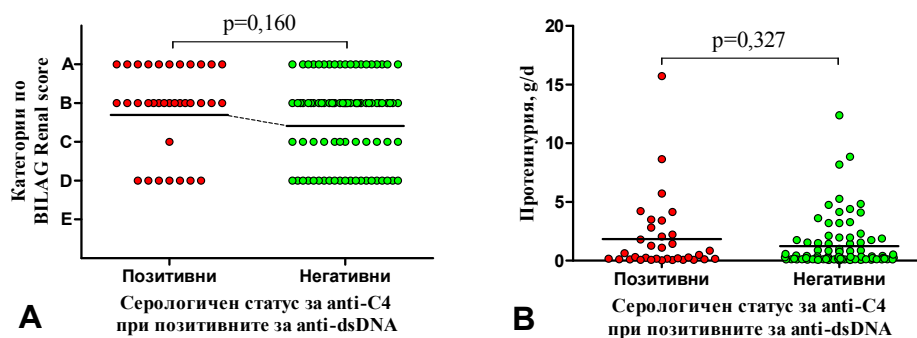 p=0,160
Категории по
BILAG Renal score
A
B
C
D
E
Позитивни Негативни
Серологичен статус за anti-C4
при позитивните за anti-dsDNA
A
p=0,327
Протеинурия, g/d
20
15
10
5
0
Позитивни Негативни
Серологичен статус за anti-C4
при позитивните за anti-dsDNA
B